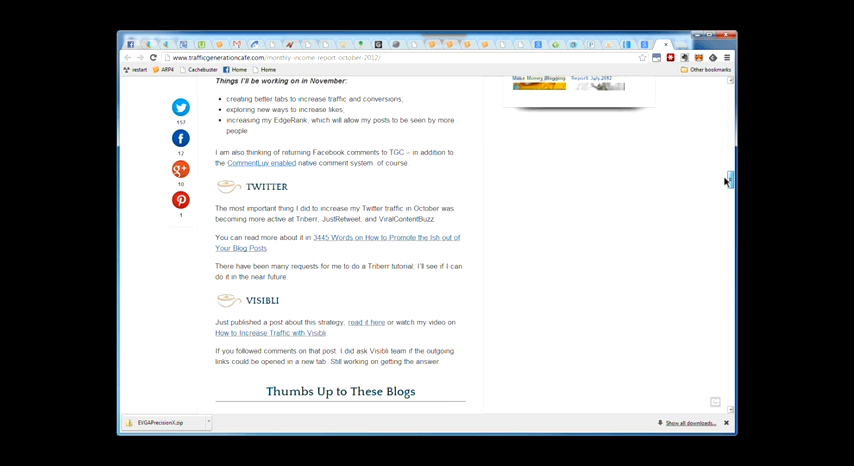 www.trafficgenerationcafe.com/monthly-income-report-october-2012/
restart ARP4 Cachebuster Home Home Other bookmarks
Things I'll be working on in November:
Make Money Blogging Report: July 2012
creating better tabs to increase traffic and conversions,
exploring new ways to increase likes,
increasing my EdgeRank, which will allow my posts to be seen by more
people
157
12
10
1
I am also thinking of returning Facebook comments to TGC – in addition to
the CommentLuv enabled native comment system, of course.
TWITTER
The most important thing I did to increase my Twitter traffic in October was
becoming more active at Triberr, JustRetweet, and ViralContentBuzz.
You can read more about it in 3445 Words on How to Promote the Ish out of
Your Blog Posts.
There have been many requests for me to do a Triberr tutorial; I'll see if I can
do it in the near future.
VISIBLI
Just published a post about this strategy; read it here or watch my video on
How to Increase Traffic with Visibli.
If you followed comments on that post, I did ask Visibli team if the outgoing
links could be opened in a new tab. Still working on getting the answer.
Thumbs Up to These Blogs
EVGAPrecisionX.zip
Show all downloads...